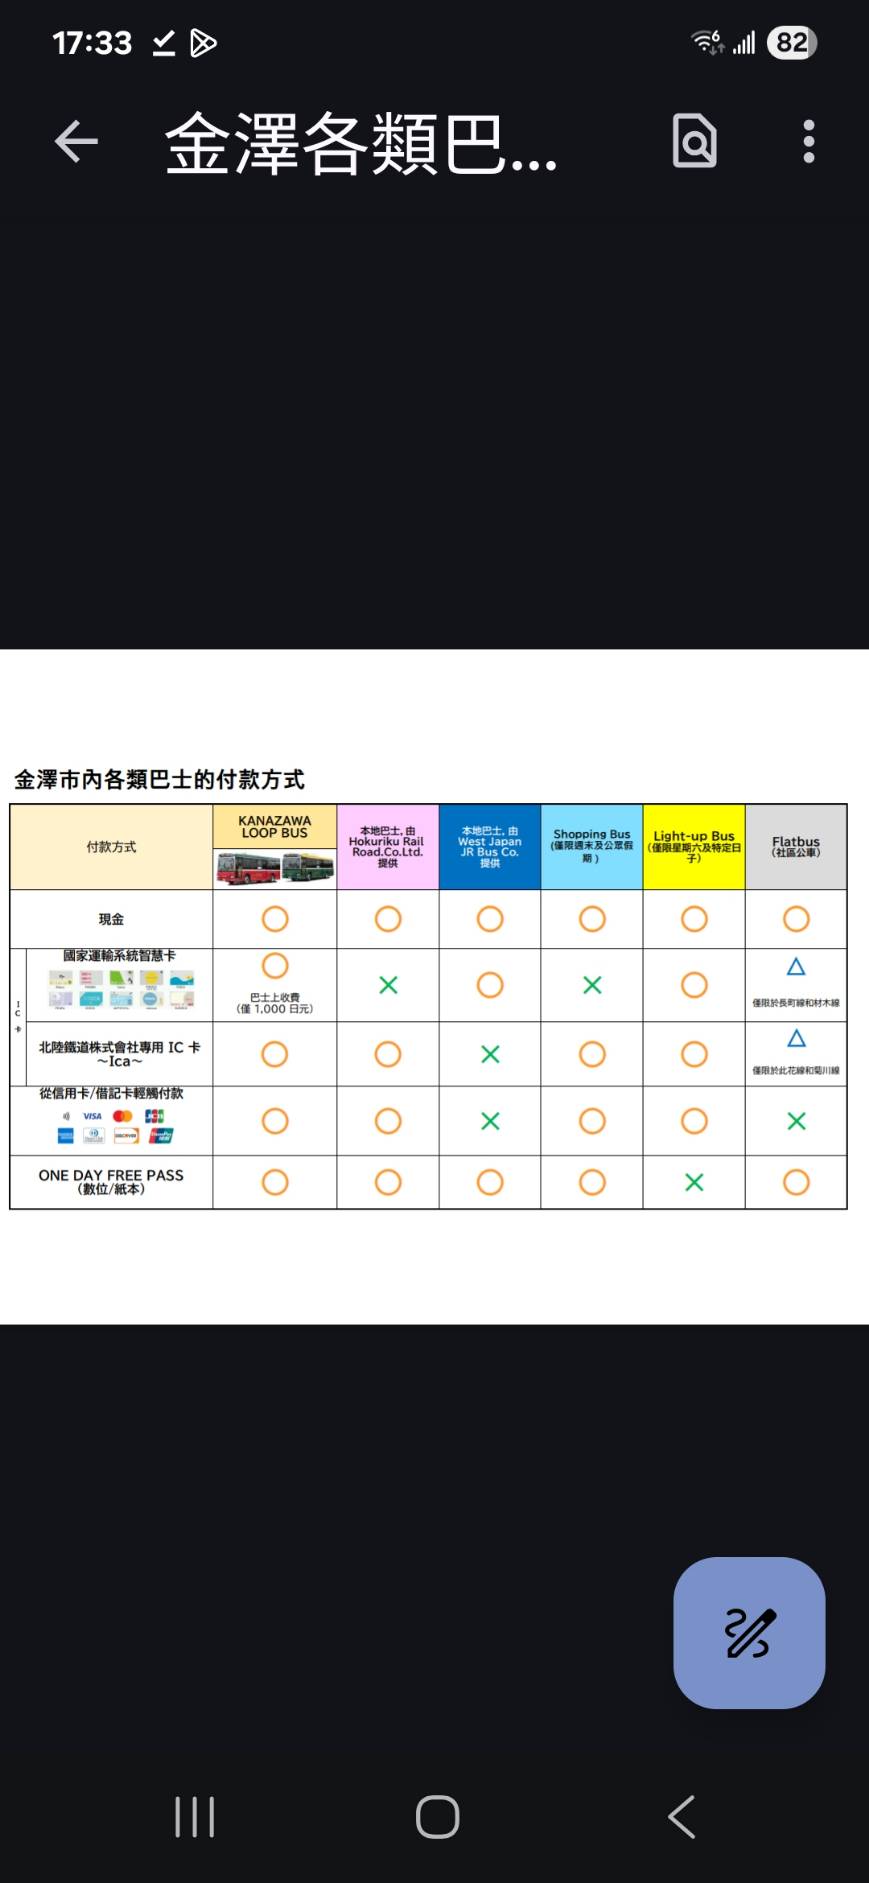 17:33
6
82
金澤各類巴...
金澤市內各類巴士的付款方式
付款方式
KANAZAWA
LOOP BUS
本地巴士, 由
Hokuriku Rail
Road.Co.Ltd.
提供
本地巴士, 由
West Japan
JR Bus Co.
提供
Shopping Bus
(僅限週末及公眾假
期)
Light-up Bus
(僅限星期六及特定日
子)
Flatbus
(社區公車)
現金
○ ○ ○ ○ ○ ○
IC卡
國家運輸系統智慧卡
○
巴士上收費
(僅 1,000 日元)
× ○ × ○
△
僅限於長町線和材木線
北陸鐵道株式會社專用 IC 卡
～Ica～
○ ○ × ○ ○
△
僅限於此花線和菊川線
從信用卡/借記卡輕觸付款
VISA
JCB
DISCOVER
○ ○ × ○ ○ ×
ONE DAY FREE PASS
(數位/紙本)
○ ○ ○ ○ × ○